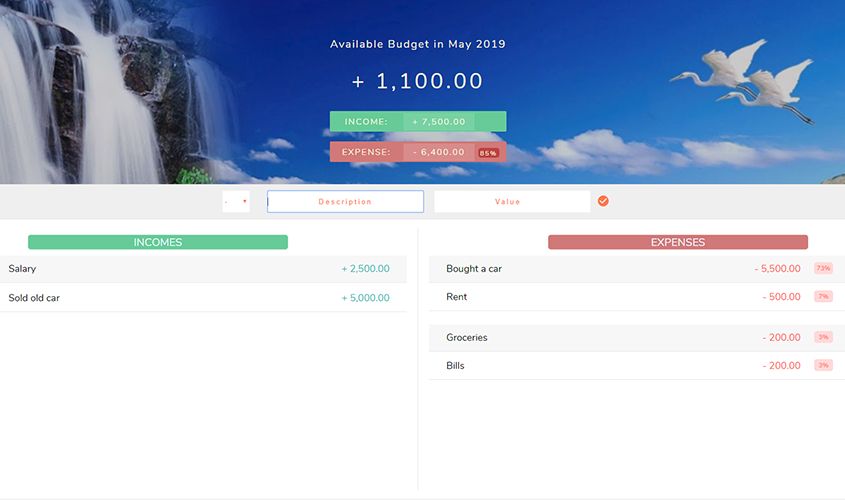 Available Budget in May 2019
+ 1,100.00
INCOME: + 7,500.00
EXPENSE: - 6,400.00 85%
- Description Value
INCOMES
Salary + 2,500.00
Sold old car + 5,000.00
EXPENSES
Bought a car - 5,500.00 73%
Rent - 500.00 7%
Groceries - 200.00 3%
Bills - 200.00 3%